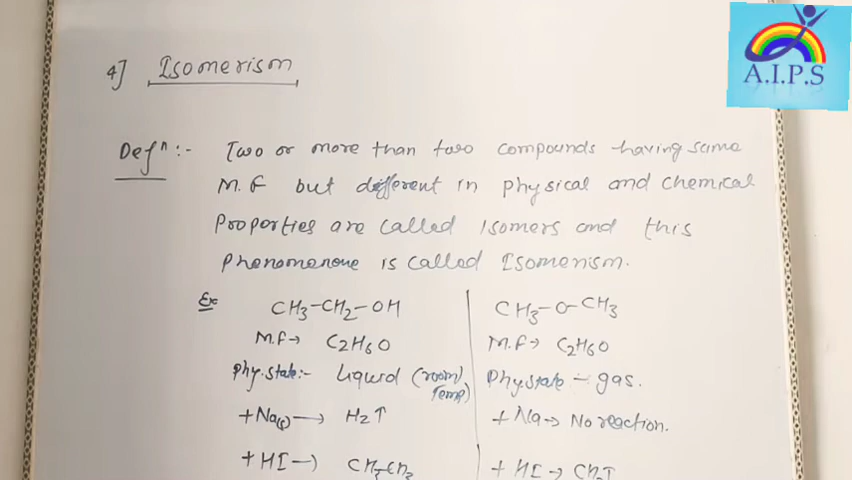 A.I.P.S
4] Isomerism
Defn:- Two or more than two compounds having same
M.F but different in physical and chemical
Properties are called Isomers and this
Phenomenone is called Isomerism.
Ex CH3-CH2-OH CH3-O-CH3
M.F→ C2H6O M.F→ C2H6O
Phy.state:- Liquid (room Temp) Phy.state - gas.
+Na(s) → H2↑ +Na→ No reaction.
+HI→ +HI→